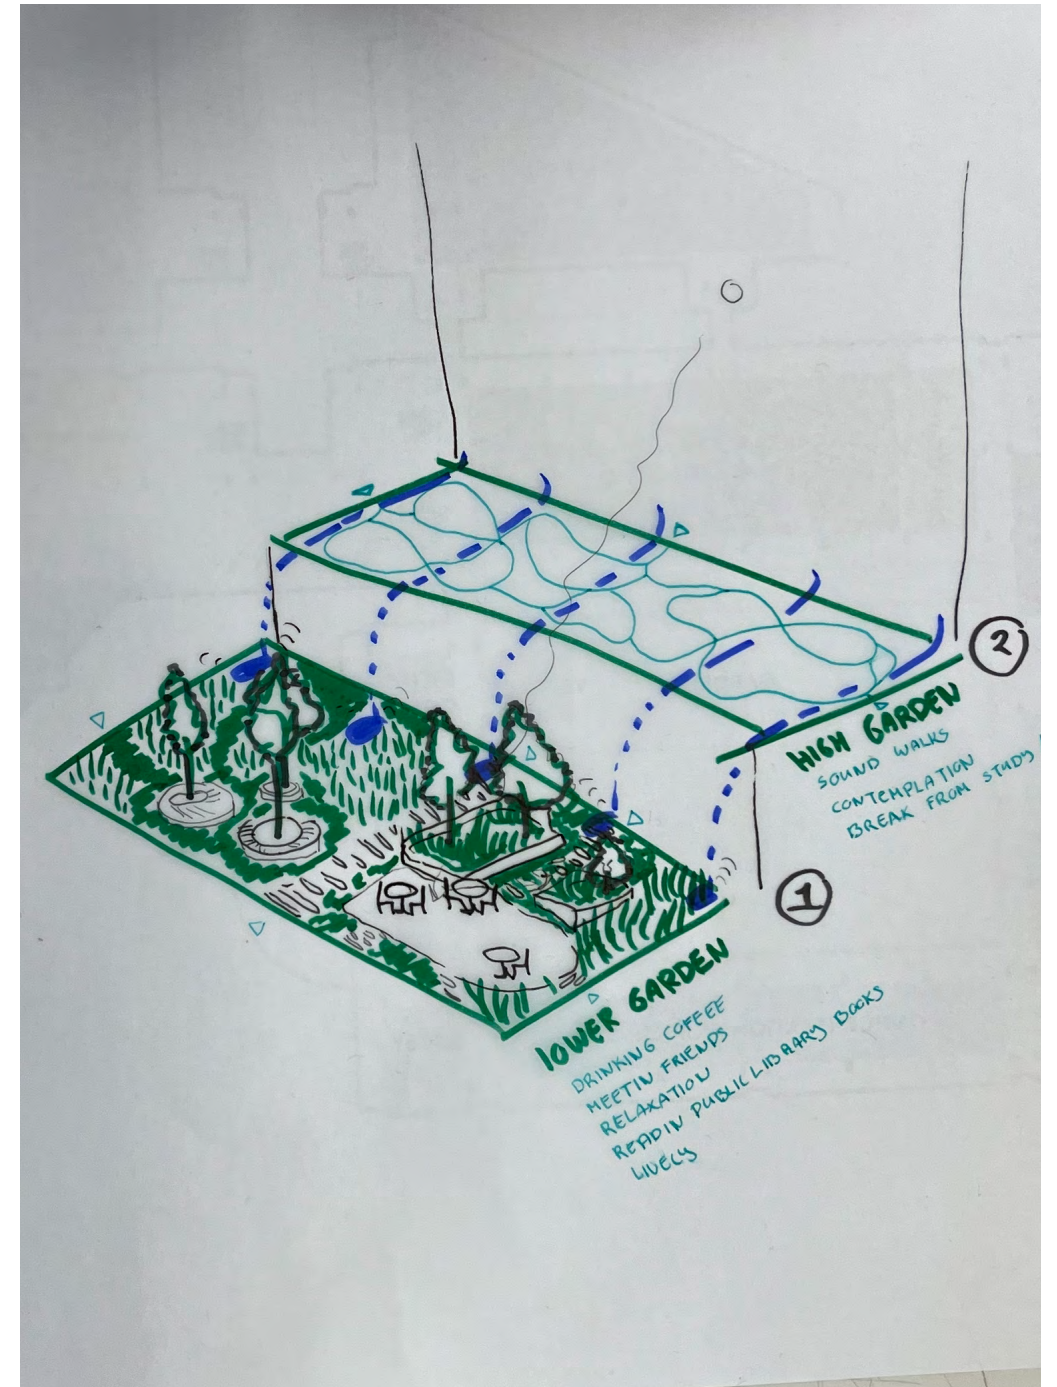 2
HIGH GARDEN
SOUND WALKS
CONTEMPLATION
BREAK FROM STUDY
1
LOWER GARDEN
DRINKING COFEEE
MEETIN FRIENDS
RELAXATION
READIN PUBLIC LIBRARY BOOKS
LIVELY